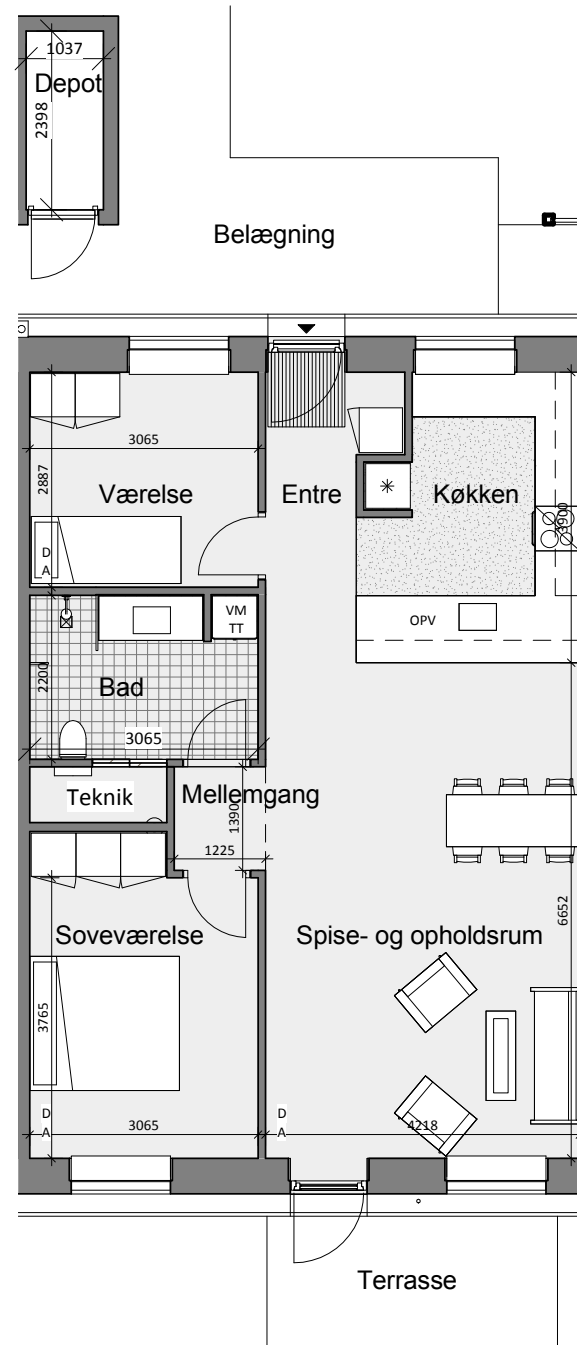 1037
Depot
2398
Belægning
3065
2887
Værelse
Entre
Køkken
3900
D
A
OPV
VM
TT
2200
Bad
3065
Teknik
Mellemgang
1390
1225
Soveværelse
Spise- og opholdsrum
6652
3765
D
A
3065
D
A
4218
Terrasse